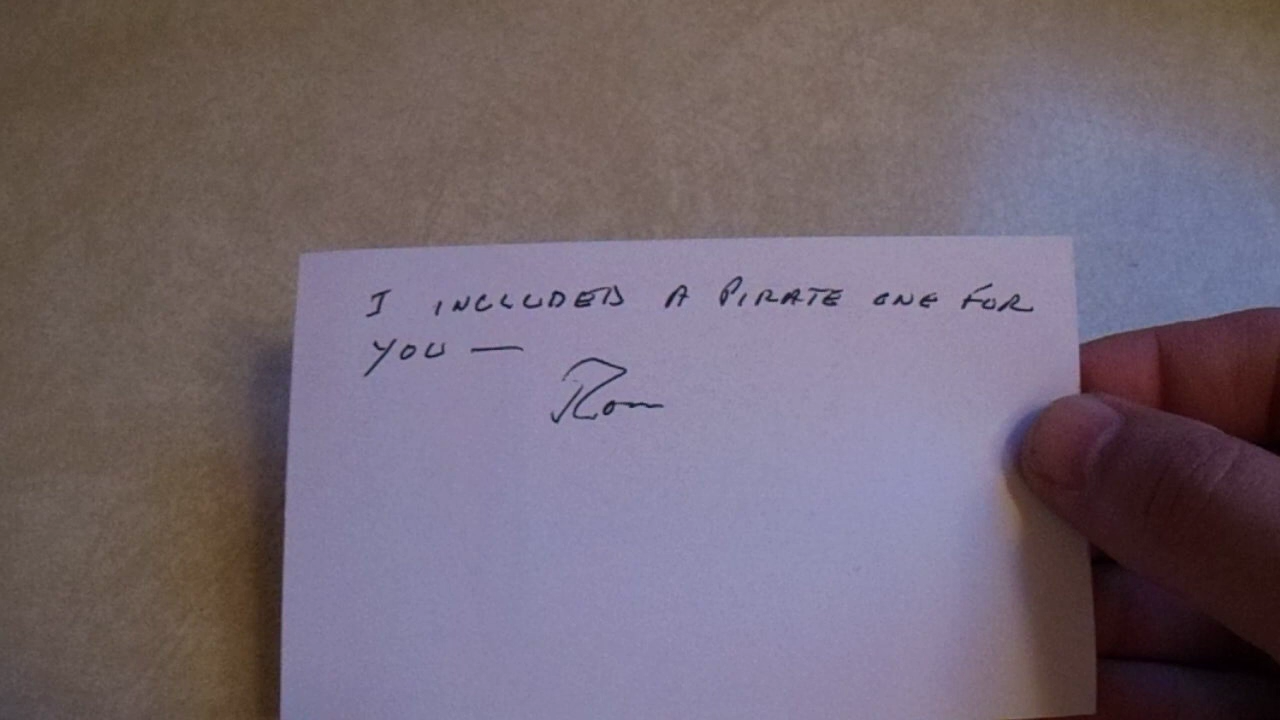 I INCLUDED A PIRATE ONE FOR
YOU —
Ron